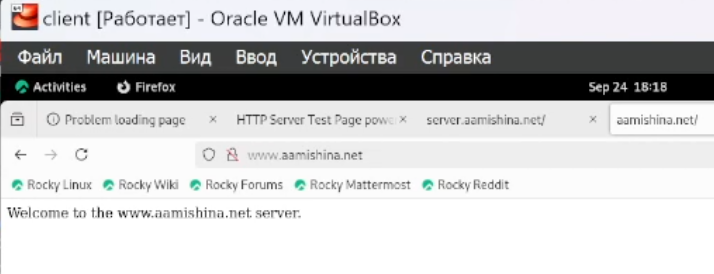 client [Работает] - Oracle VM VirtualBox
Файл Машина Вид Ввод Устройства Справка
Activities Firefox Sep 24 18:18
Problem loading page × HTTP Server Test Page powe × server.aamishina.net/ × aamishina.net/
www.aamishina.net
Rocky Linux Rocky Wiki Rocky Forums Rocky Mattermost Rocky Reddit
Welcome to the www.aamishina.net server.